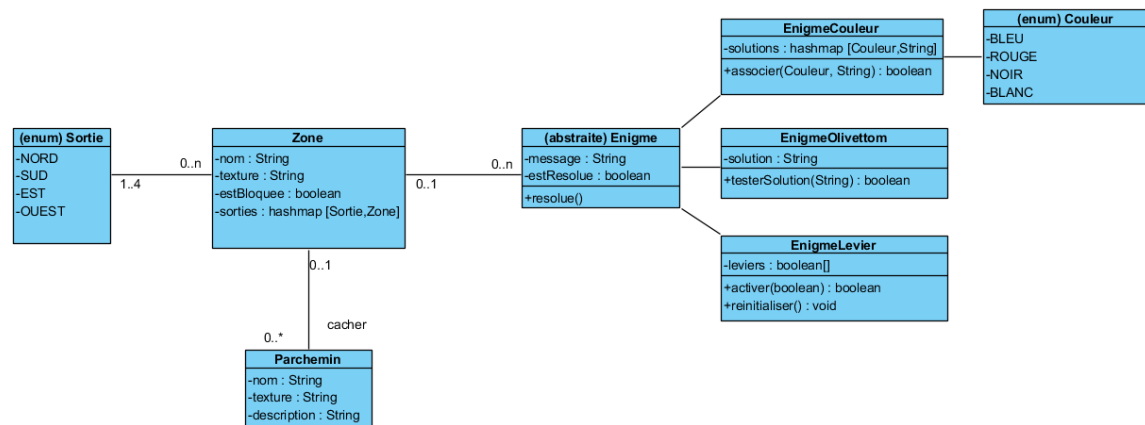 EnigmeCouleur
-solutions : hashmap [Couleur,String]
+associer(Couleur, String) : boolean
(enum) Couleur
-BLEU
-ROUGE
-NOIR
-BLANC
(enum) Sortie
-NORD
-SUD
-EST
-OUEST
1..4
0..n
Zone
-nom : String
-texture : String
-estBloquee : boolean
-sorties : hashmap [Sortie,Zone]
0..1
0..n
(abstraite) Enigme
-message : String
-estResolue : boolean
+resolue()
EnigmeOlivettom
-solution : String
+testerSolution(String) : boolean
EnigmeLevier
-leviers : boolean[]
+activer(boolean) : boolean
+reinitialiser() : void
0..1
cacher
0..*
Parchemin
-nom : String
-texture : String
-description : String